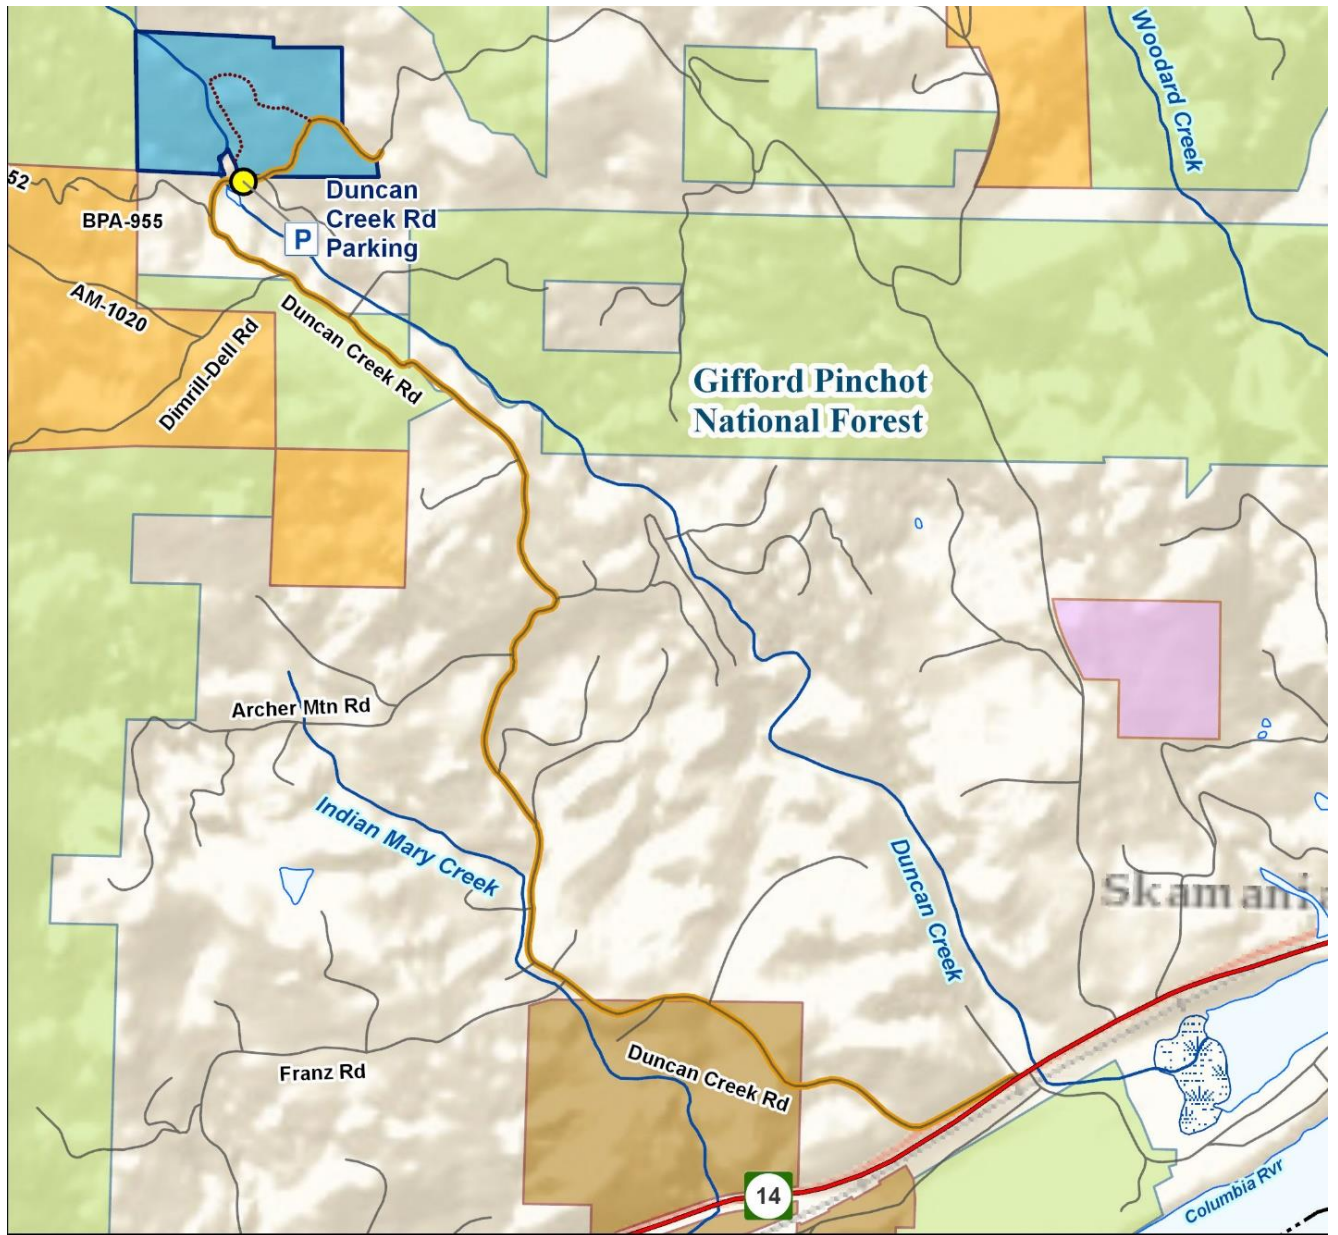 Woodard Creek
52
BPA-955
Duncan
Creek Rd
Parking
P
AM-1020
Dimrill-Dell Rd
Duncan Creek Rd
Gifford Pinchot
National Forest
Archer Mtn Rd
Indian Mary Creek
Duncan Creek
Skamania
Franz Rd
Duncan Creek Rd
14
Columbia Rvr